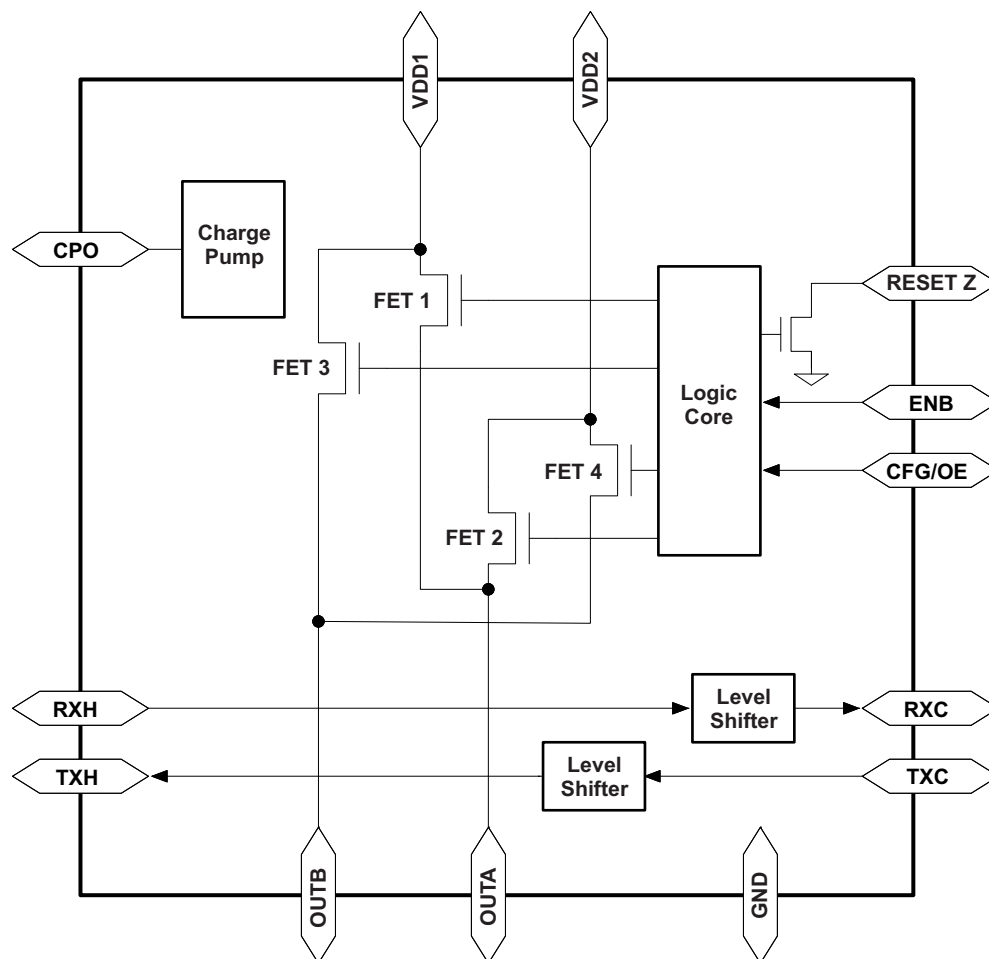 VDD1
VDD2
Charge
Pump
CPO
FET 1
FET 3
Logic
Core
RESET Z
ENB
CFG/OE
FET 4
FET 2
RXH
Level
Shifter
RXC
TXH
Level
Shifter
TXC
OUTB
OUTA
GND